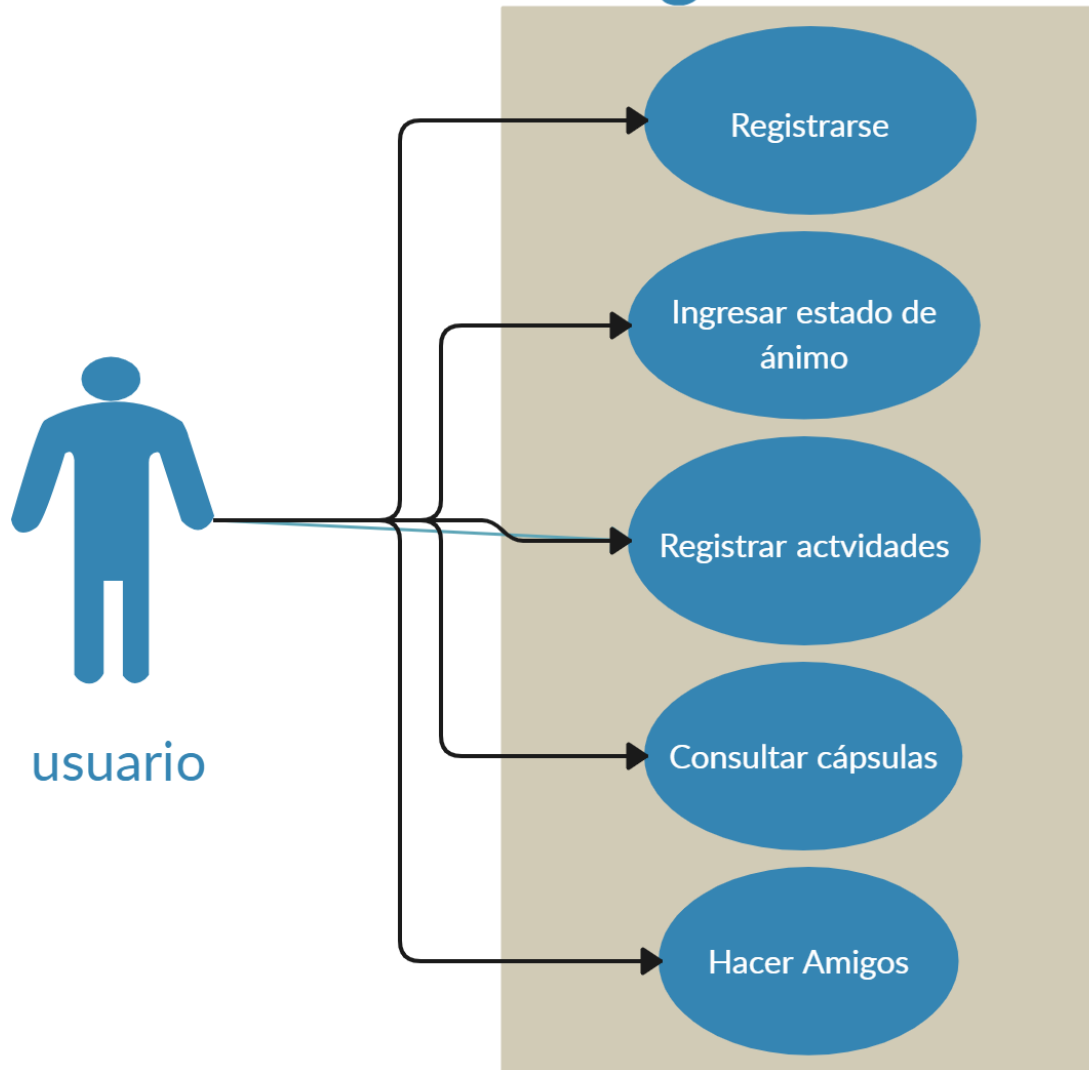 Registrarse
Ingresar estado de
ánimo
Registrar actvidades
Consultar cápsulas
usuario
Hacer Amigos